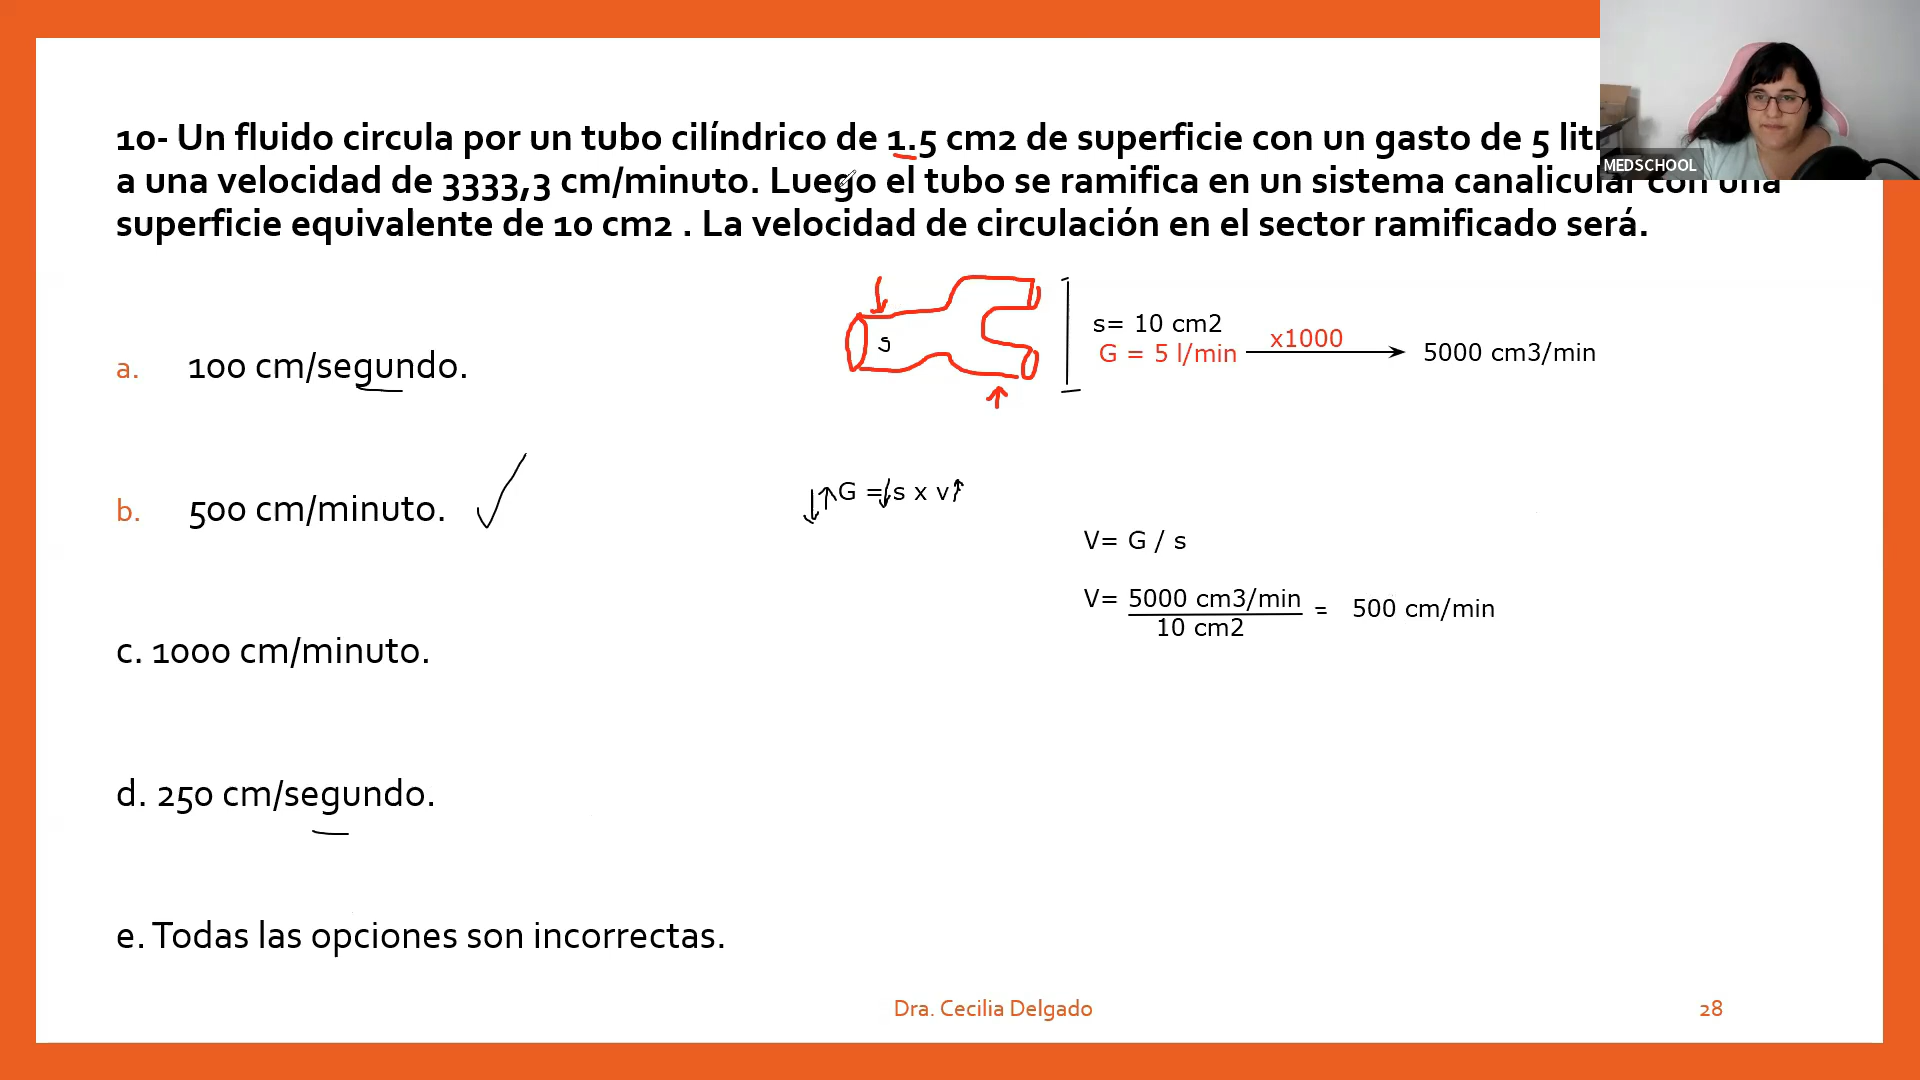 10- Un fluido circula por un tubo cilíndrico de 1.5 cm2 de superficie con un gasto de 5
a una velocidad de 3333,3 cm/minuto. Luego el tubo se ramifica en un sistema canalicular con una
superficie equivalente de 10 cm2 . La velocidad de circulación en el sector ramificado será.
MEDSCHOOL
s= 10 cm2
G = 5 l/min
x1000
5000 cm3/min
s
a. 100 cm/segundo.
b. 500 cm/minuto.
G = s x v
V= G / s
V= 5000 cm3/min
10 cm2
= 500 cm/min
c. 1000 cm/minuto.
d. 250 cm/segundo.
e. Todas las opciones son incorrectas.
Dra. Cecilia Delgado
28